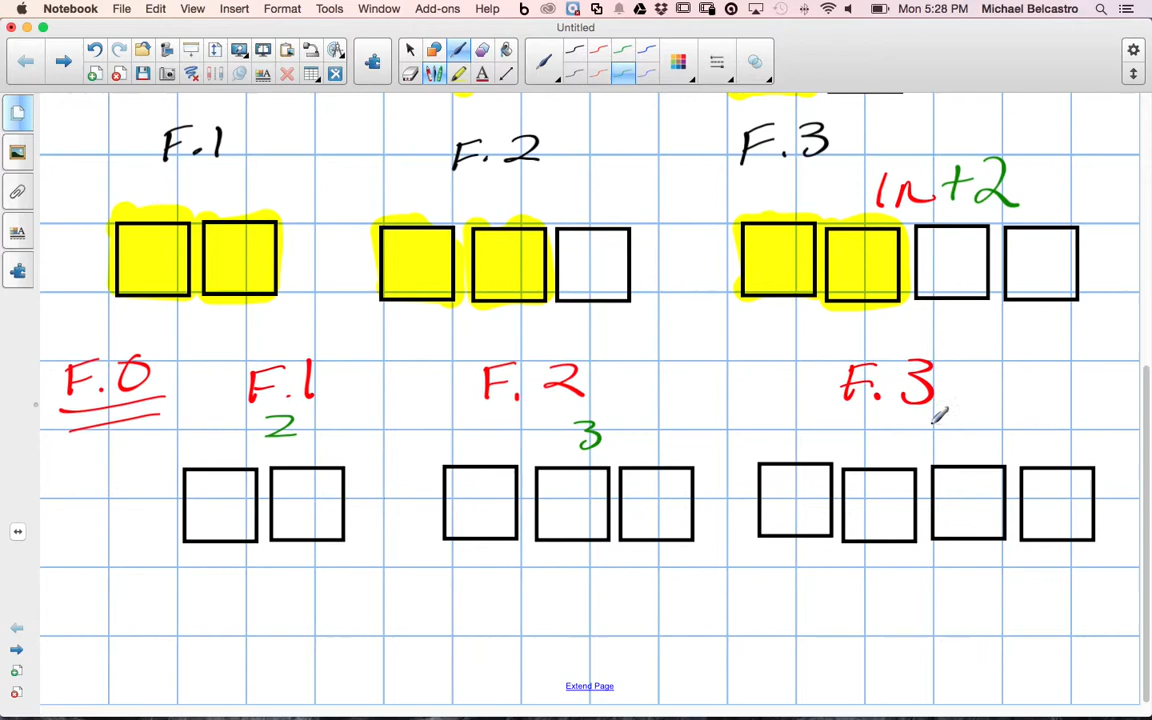 Notebook File Edit View Insert Format Tools Window Add-ons Help Mon 5:28 PM Michael Belcastro
Untitled
F.1 F.2 F.3
1n+2
F.0 F.1 F.2 F.3
2 3
Extend Page